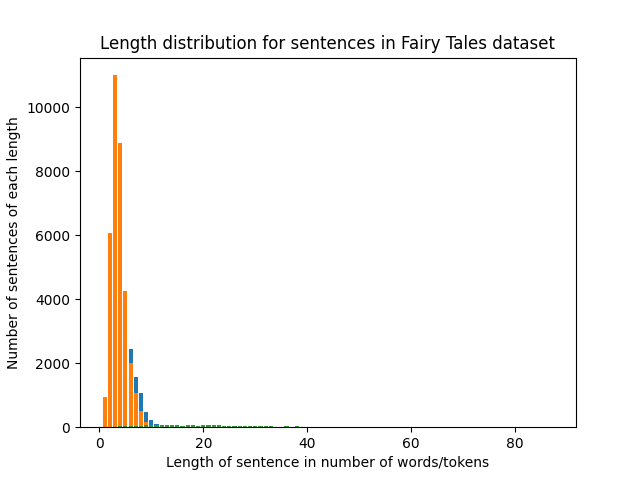 Length distribution for sentences in Fairy Tales dataset
Number of sentences of each length
10000
8000
6000
4000
2000
0
0 20 40 60 80
Length of sentence in number of words/tokens